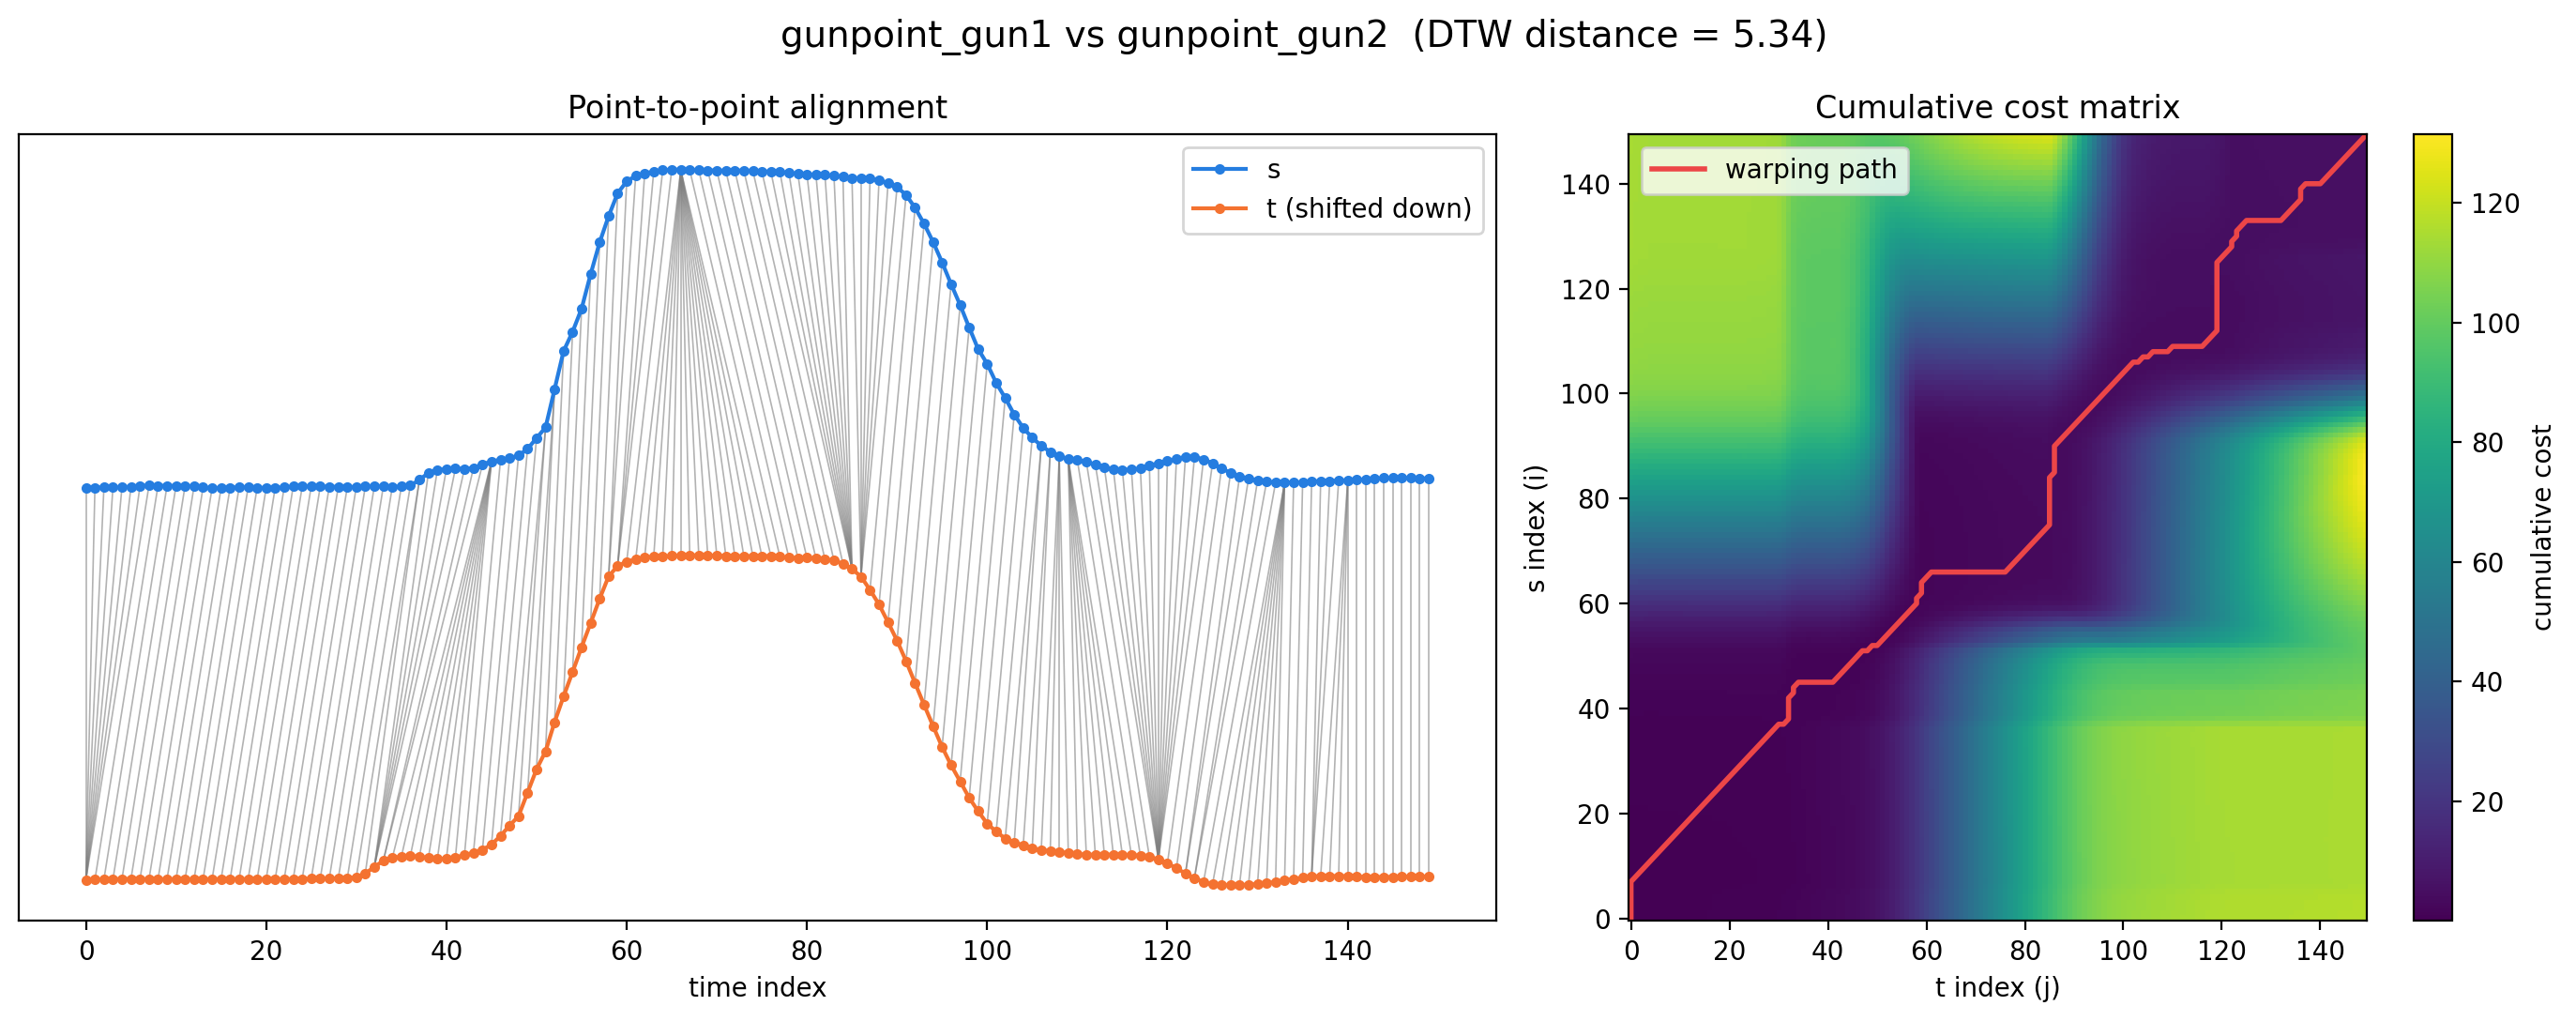 gunpoint_gun1 vs gunpoint_gun2  (DTW distance = 5.34)
Point-to-point alignment
s
t (shifted down)
0 20 40 60 80 100 120 140
time index
Cumulative cost matrix
warping path
140
120
100
80
60
40
20
0
s index (i)
0 20 40 60 80 100 120 140
t index (j)
120
100
80
60
40
20
cumulative cost